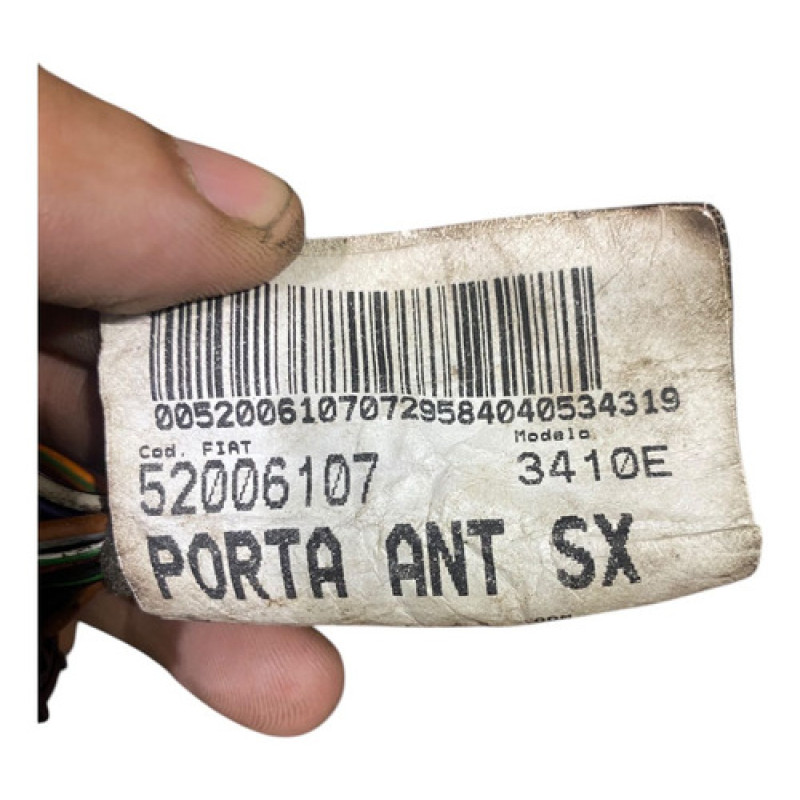 00520061070729584040534319
Cod. FIAT
Modelo
52006107
3410E
PORTA ANT SX